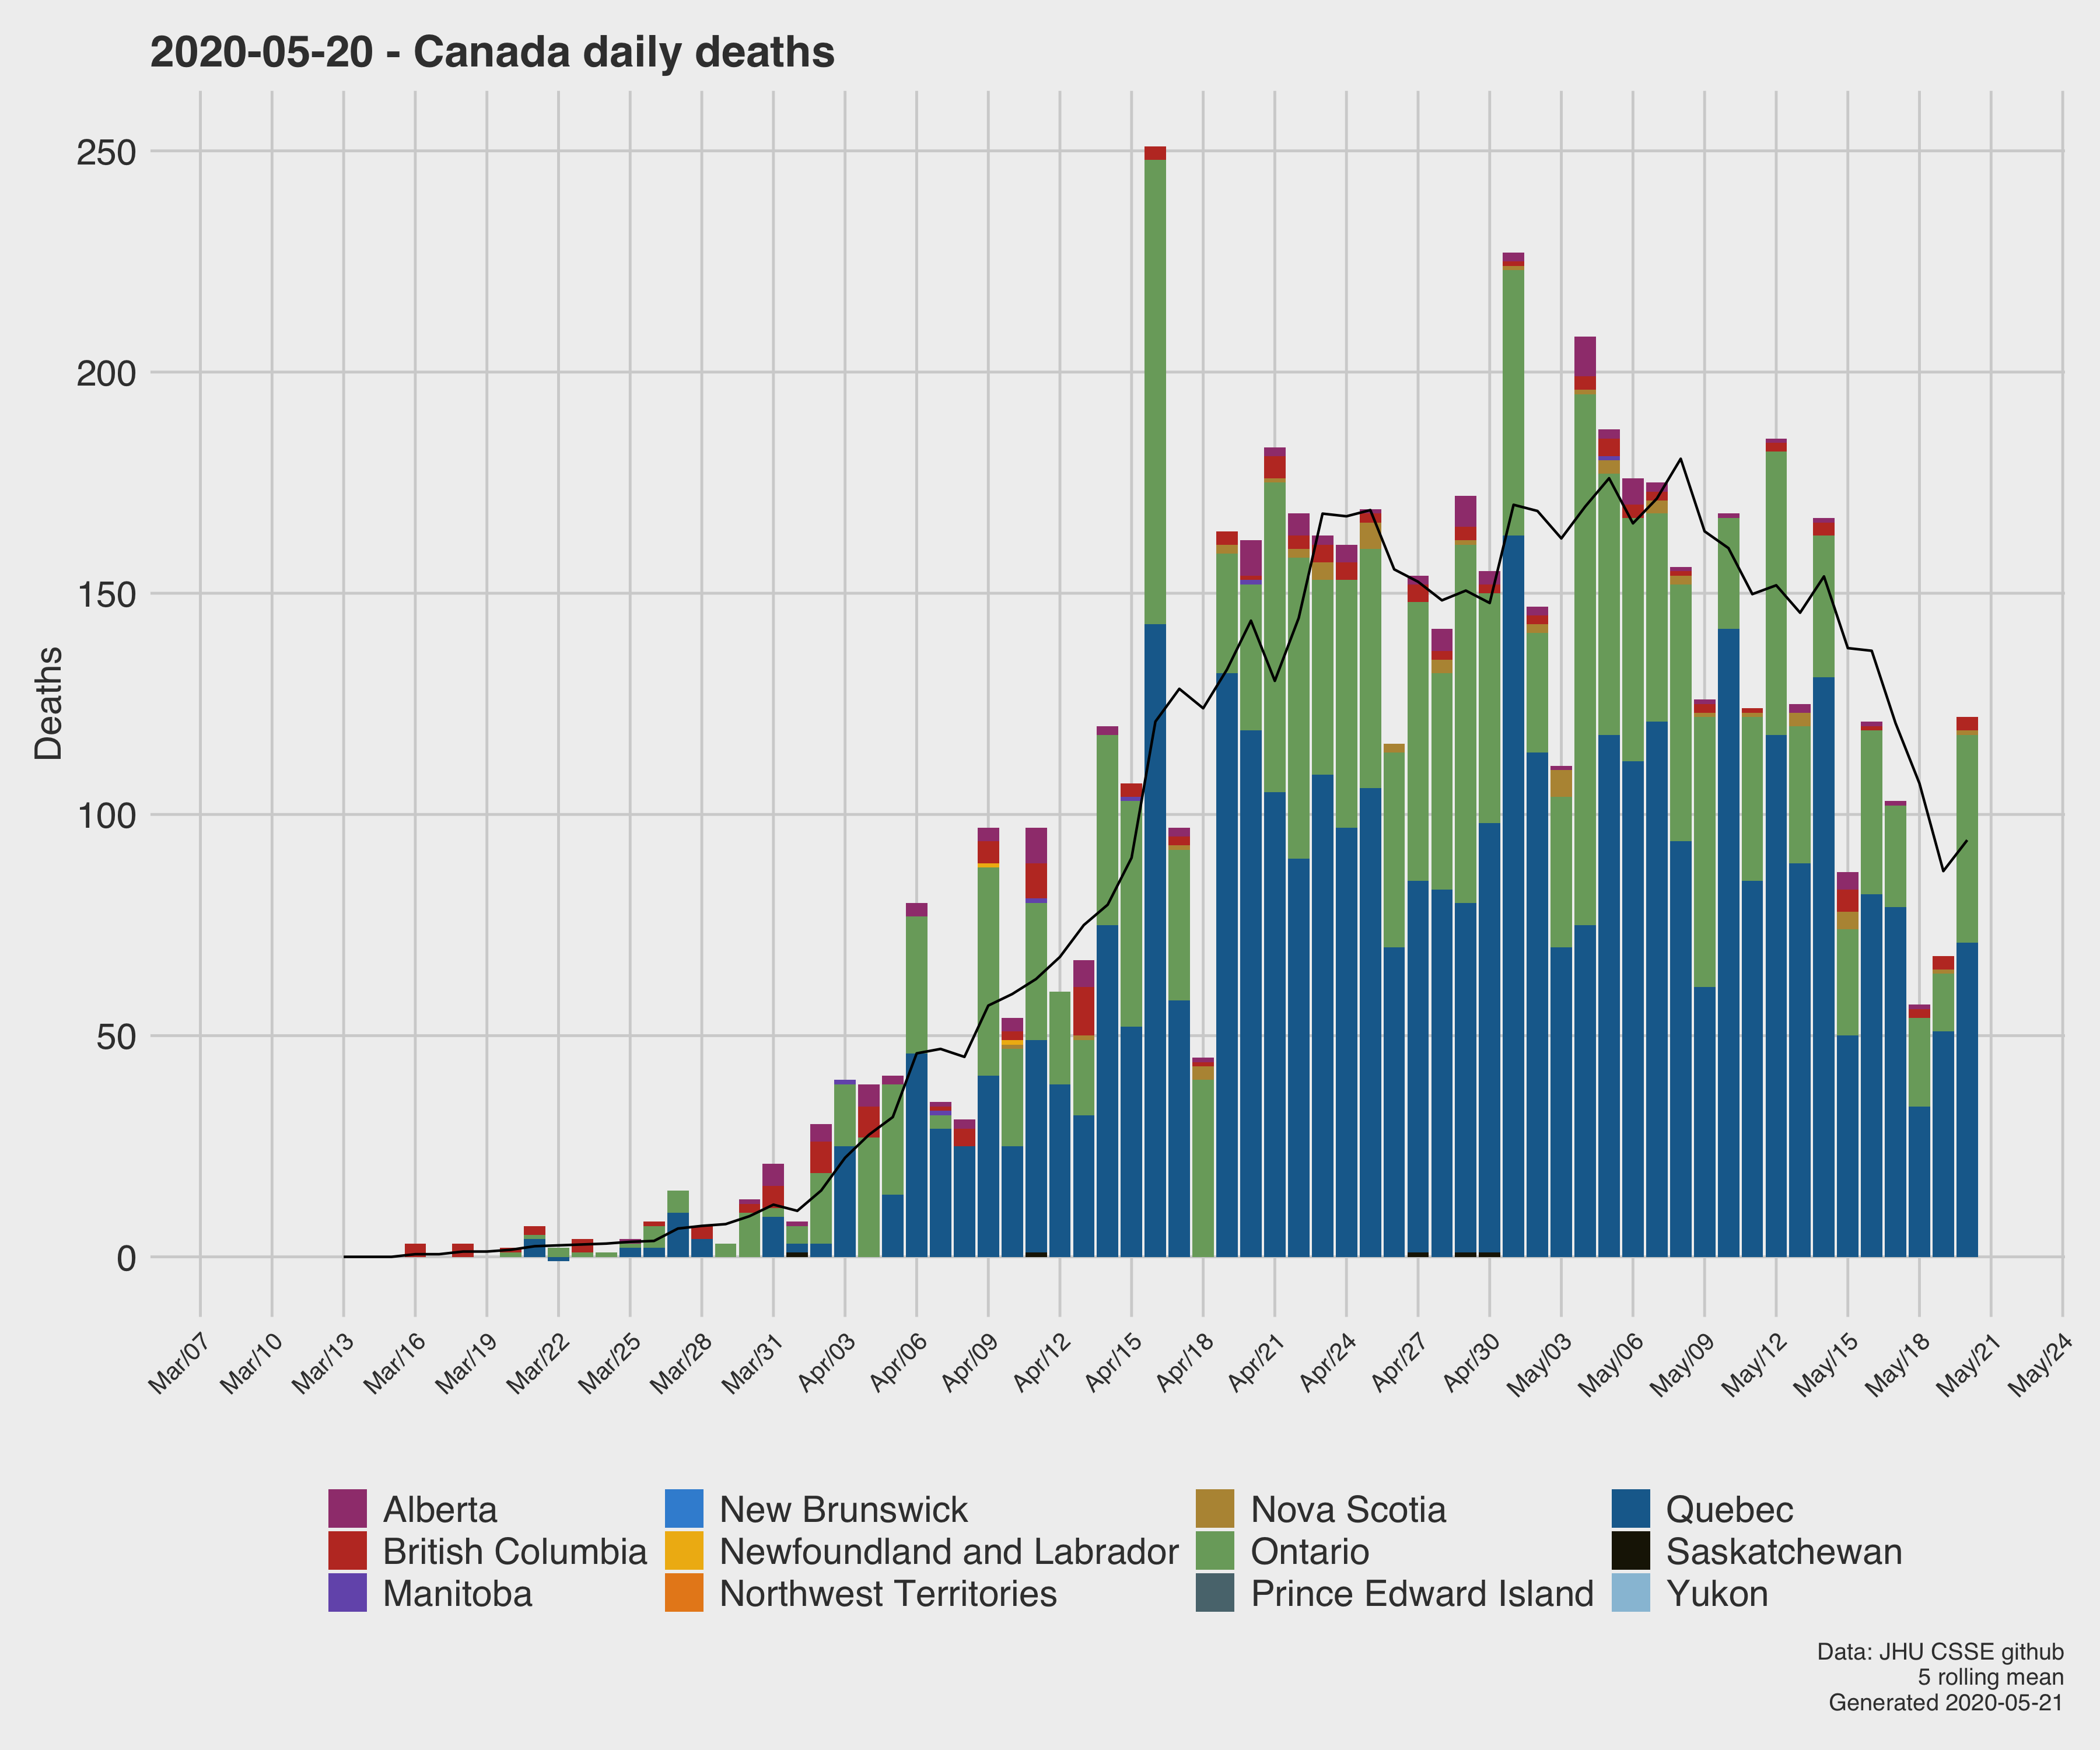 2020-05-20 - Canada daily deaths
Deaths
250
200
150
100
50
0
Mar/07
Mar/10
Mar/13
Mar/16
Mar/19
Mar/22
Mar/25
Mar/28
Mar/31
Apr/03
Apr/06
Apr/09
Apr/12
Apr/15
Apr/18
Apr/21
Apr/24
Apr/27
Apr/30
May/03
May/06
May/09
May/12
May/15
May/18
May/21
May/24
Alberta
British Columbia
Manitoba
New Brunswick
Newfoundland and Labrador
Northwest Territories
Nova Scotia
Ontario
Prince Edward Island
Quebec
Saskatchewan
Yukon
Data: JHU CSSE github
5 rolling mean
Generated 2020-05-21